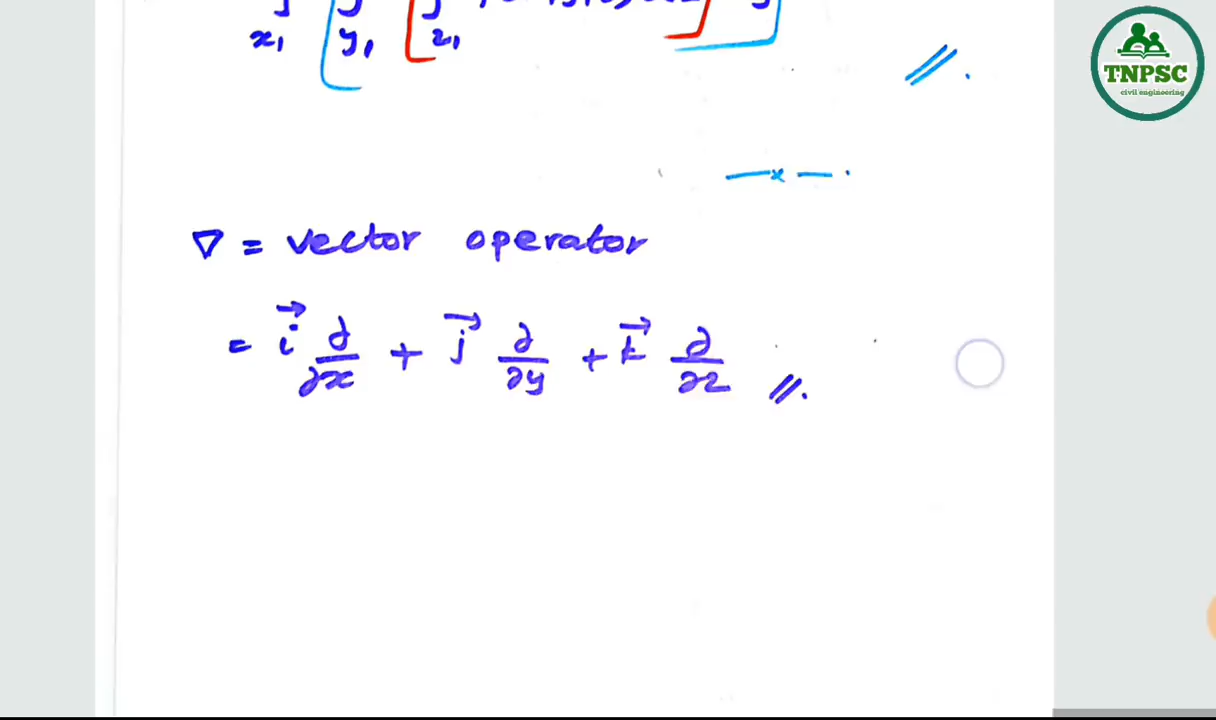 x₁ y₁ z₁
TNPSC
civil engineering
∇ = vector operator
= i⃗ ∂/∂x + j⃗ ∂/∂y + k⃗ ∂/∂z //.